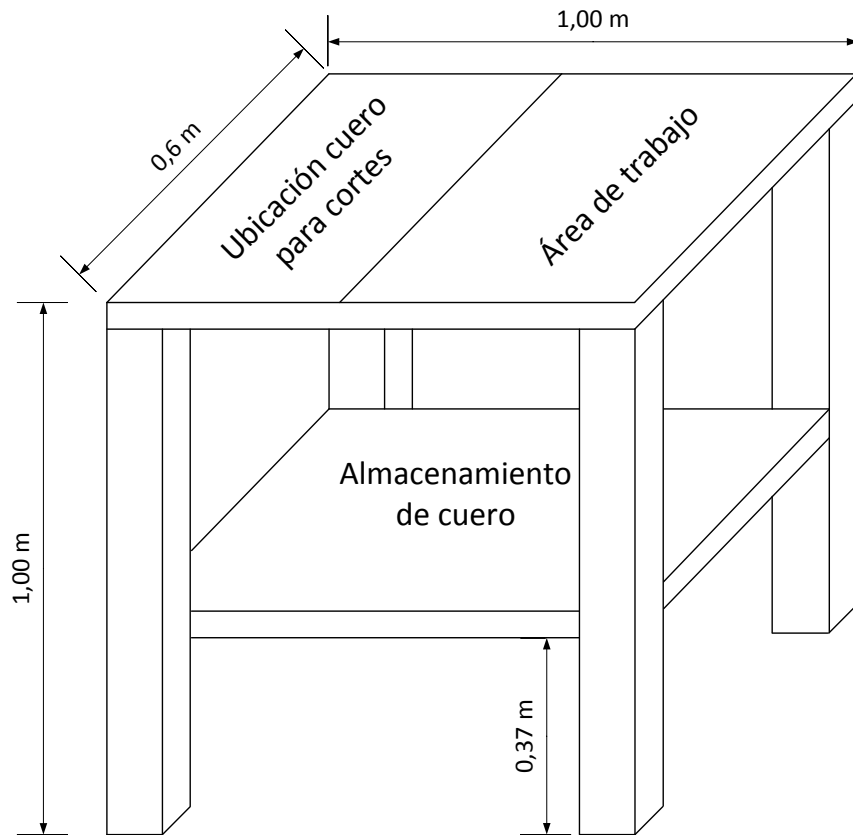 1,00 m
0,6 m
Ubicación cuero
para cortes
Área de trabajo
Almacenamiento
de cuero
1,00 m
0,37 m